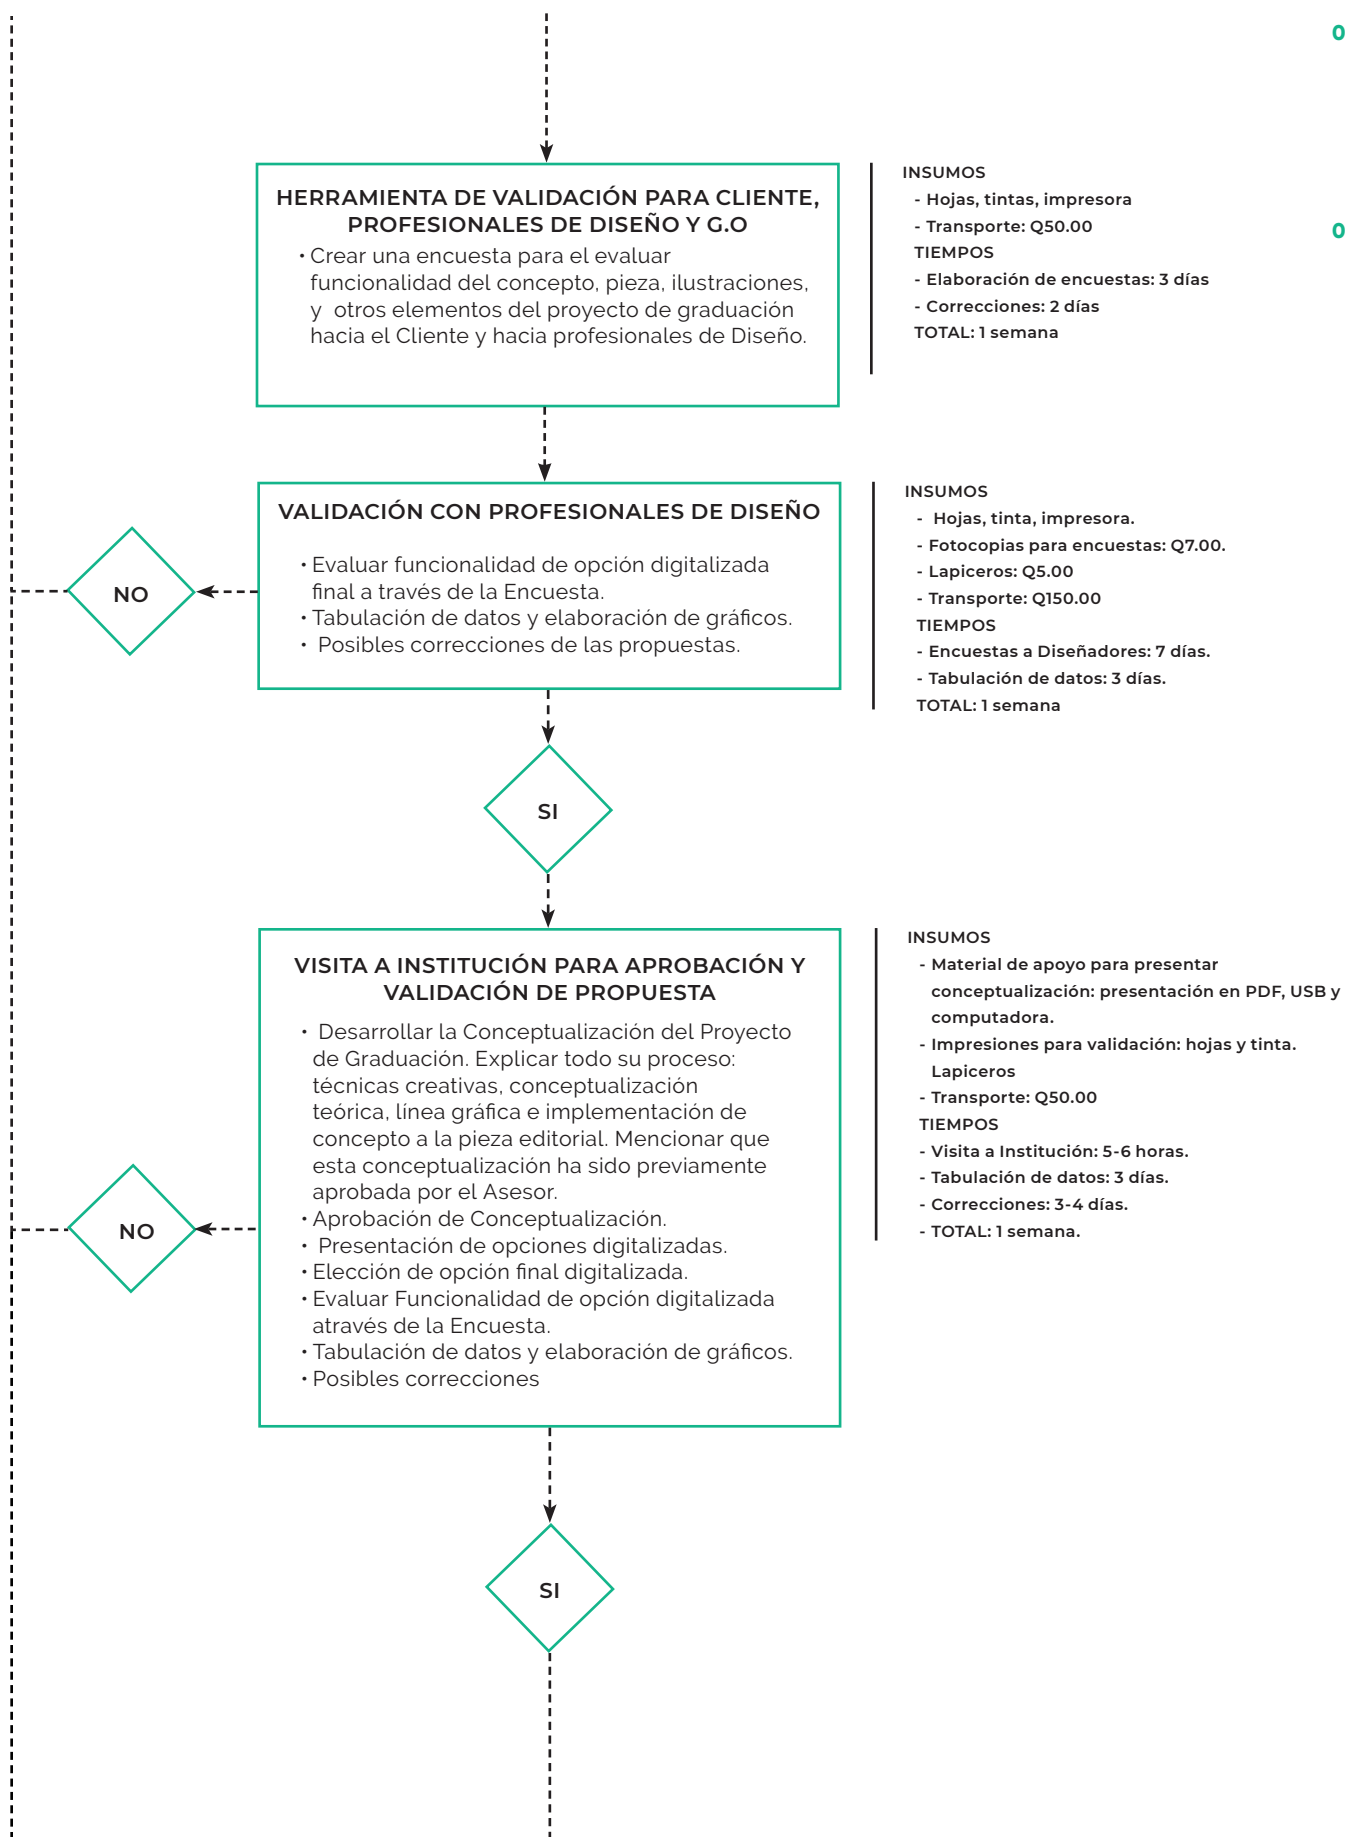 0
HERRAMIENTA DE VALIDACIÓN PARA CLIENTE,
PROFESIONALES DE DISEÑO Y G.O
• Crear una encuesta para el evaluar
funcionalidad del concepto, pieza, ilustraciones,
y otros elementos del proyecto de graduación
hacia el Cliente y hacia profesionales de Diseño.
INSUMOS
- Hojas, tintas, impresora
- Transporte: Q50.00
TIEMPOS
- Elaboración de encuestas: 3 días
- Correcciones: 2 días
TOTAL: 1 semana
0
VALIDACIÓN CON PROFESIONALES DE DISEÑO
• Evaluar funcionalidad de opción digitalizada
final a través de la Encuesta.
• Tabulación de datos y elaboración de gráficos.
• Posibles correcciones de las propuestas.
NO
INSUMOS
- Hojas, tinta, impresora.
- Fotocopias para encuestas: Q7.00.
- Lapiceros: Q5.00
- Transporte: Q150.00
TIEMPOS
- Encuestas a Diseñadores: 7 días.
- Tabulación de datos: 3 días.
TOTAL: 1 semana
SI
VISITA A INSTITUCIÓN PARA APROBACIÓN Y
VALIDACIÓN DE PROPUESTA
• Desarrollar la Conceptualización del Proyecto
de Graduación. Explicar todo su proceso:
técnicas creativas, conceptualización
teórica, línea gráfica e implementación de
concepto a la pieza editorial. Mencionar que
esta conceptualización ha sido previamente
aprobada por el Asesor.
• Aprobación de Conceptualización.
• Presentación de opciones digitalizadas.
• Elección de opción final digitalizada.
• Evaluar Funcionalidad de opción digitalizada
através de la Encuesta.
• Tabulación de datos y elaboración de gráficos.
• Posibles correcciones
NO
INSUMOS
- Material de apoyo para presentar
conceptualización: presentación en PDF, USB y
computadora.
- Impresiones para validación: hojas y tinta.
Lapiceros
- Transporte: Q50.00
TIEMPOS
- Visita a Institución: 5-6 horas.
- Tabulación de datos: 3 días.
- Correcciones: 3-4 días.
- TOTAL: 1 semana.
SI